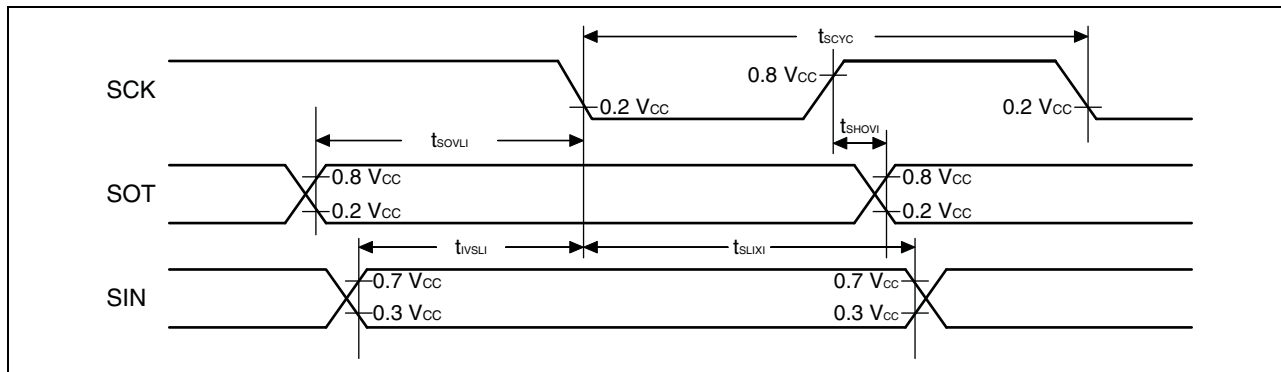 tSCYC
SCK
0.8 VCC
0.2 VCC
0.2 VCC
tSOVLI
tSHOVI
SOT
0.8 VCC
0.2 VCC
0.8 VCC
0.2 VCC
tIVSLI
tSLIXI
SIN
0.7 VCC
0.3 VCC
0.7 VCC
0.3 VCC